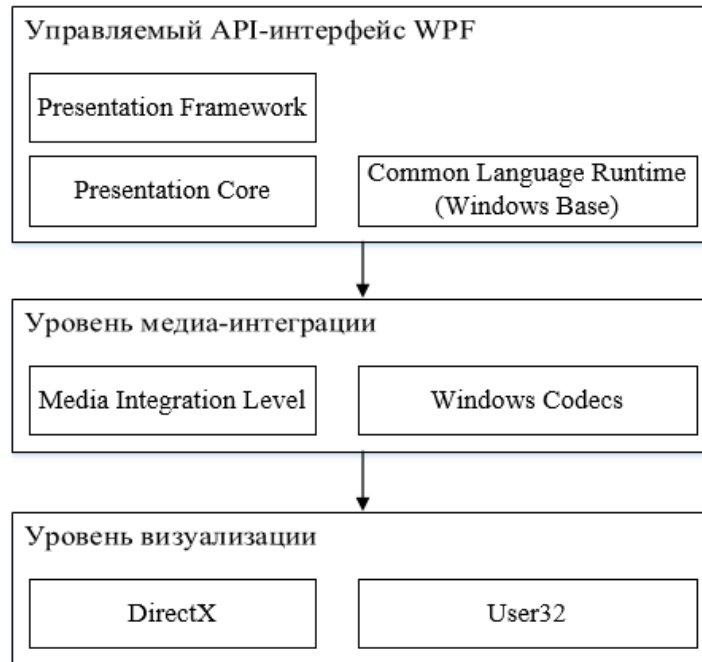 Управляемый API-интерфейс WPF
Presentation Framework
Presentation Core
Common Language Runtime
(Windows Base)
Уровень медиа-интеграции
Media Integration Level
Windows Codecs
Уровень визуализации
DirectX
User32